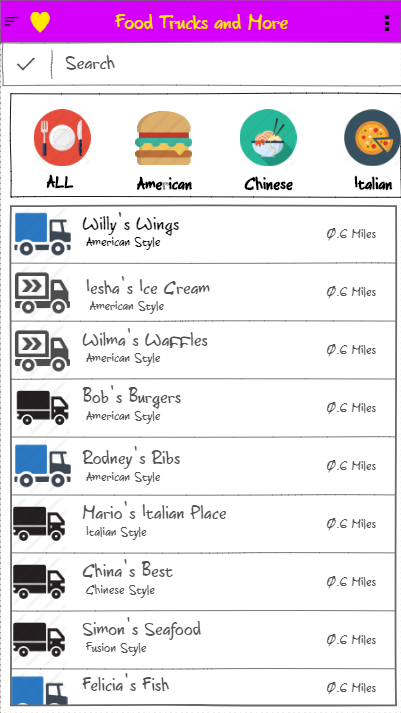 Food Trucks and More
Search
ALL
American
Chinese
Italian
Willy's Wings
American Style
0.6 Miles
Iesha's Ice Cream
American Style
0.6 Miles
Wilma's Waffles
American Style
0.6 Miles
Bob's Burgers
American Style
0.6 Miles
Rodney's Ribs
American Style
0.6 Miles
Mario's Italian Place
Italian Style
0.6 Miles
China's Best
Chinese Style
0.6 Miles
Simon's Seafood
Fusion Style
0.6 Miles
Felicia's Fish
0.6 Miles